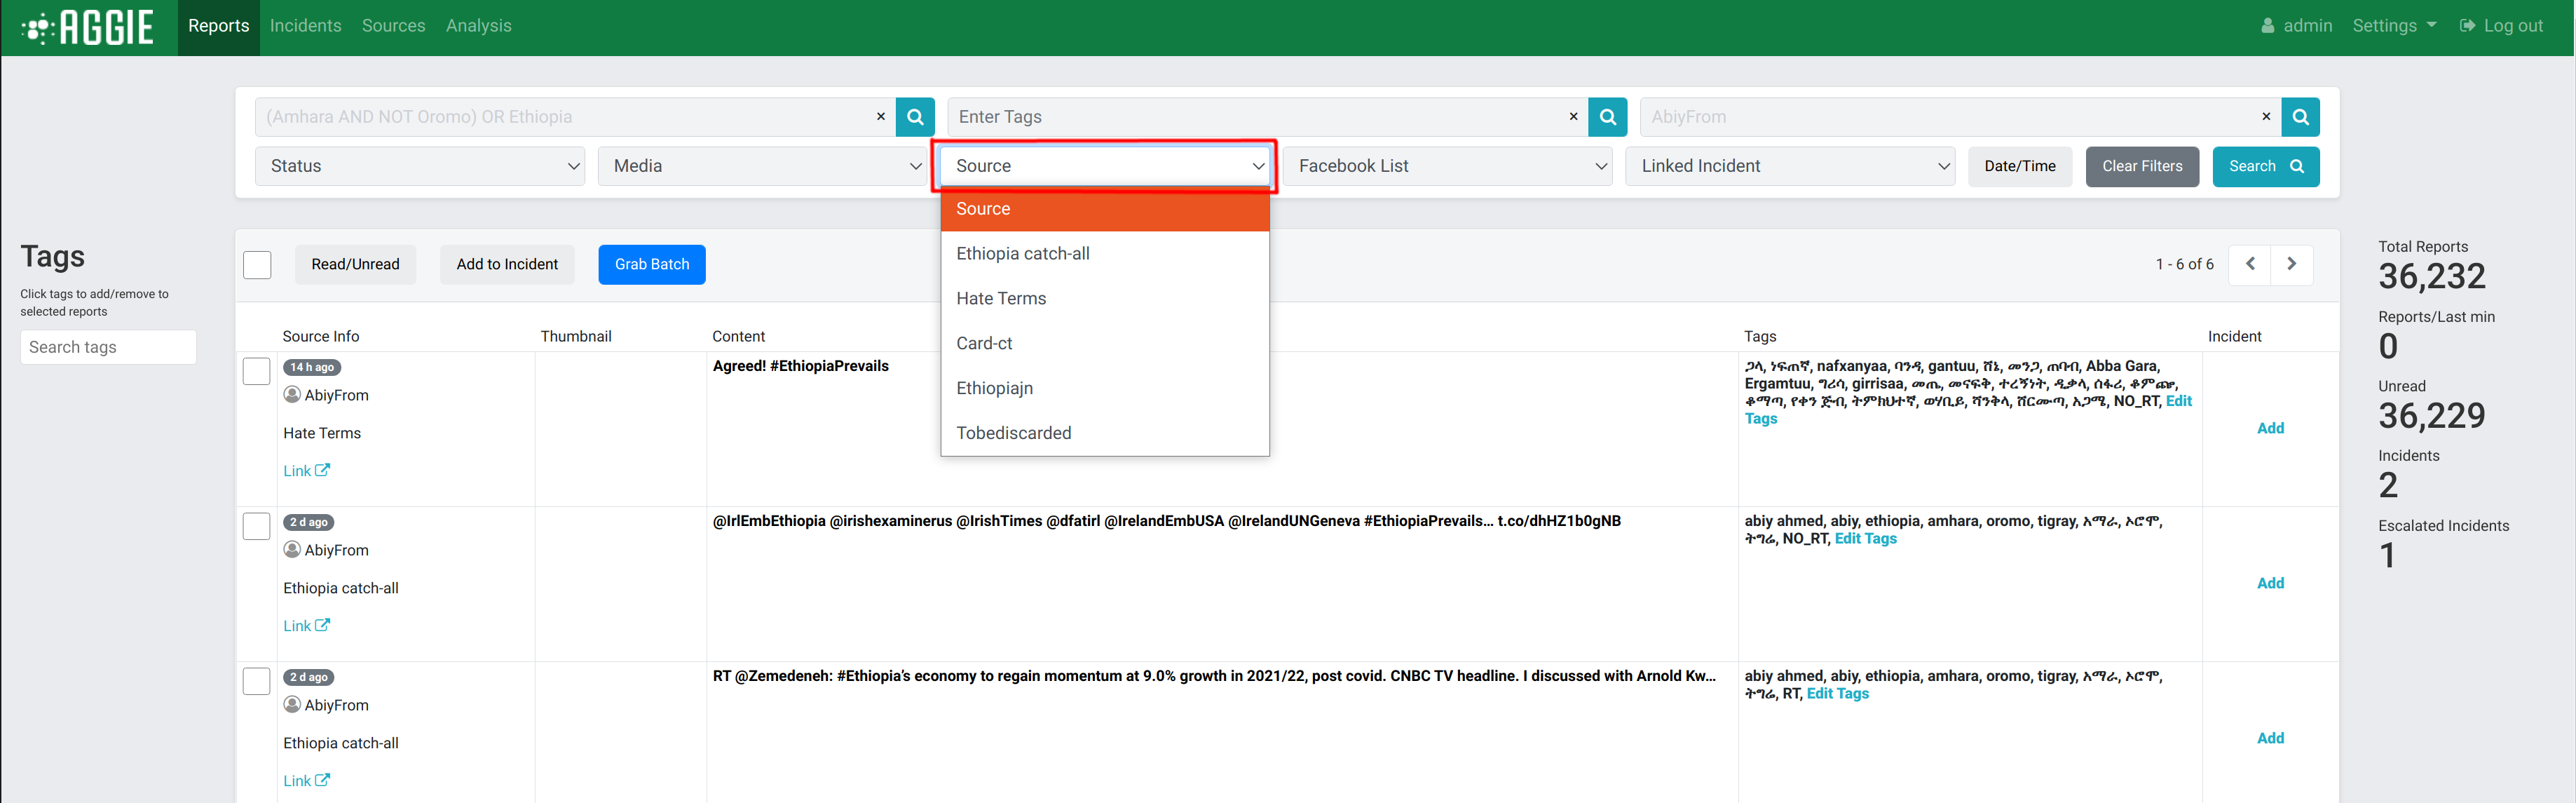 AGGIE
Reports
Incidents
Sources
Analysis
admin
Settings
Log out
(Amhara AND NOT Oromo) OR Ethiopia
×
Enter Tags
×
AbiyFrom
×
Status
Media
Source
Facebook List
Linked Incident
Date/Time
Clear Filters
Search
Source
Ethiopia catch-all
Hate Terms
Card-ct
Ethiopiajn
Tobediscarded
Tags
Click tags to add/remove to
selected reports
Search tags
Read/Unread
Add to Incident
Grab Batch
1 - 6 of 6
Source Info
Thumbnail
Content
Tags
Incident
14 h ago
AbiyFrom
Hate Terms
Link
Agreed! #EthiopiaPrevails
ጋላ, ነፍጠኛ, nafxanyaa, ባንዳ, gantuu, ሸኔ, መንጋ, ጠባብ, Abba Gara,
Ergamtuu, ግሪሳ, girrisaa, መጤ, መናፍቅ, ተረኝነት, ዲቃላ, ሰፋሪ, ቆምጬ,
ቆማጣ, የቀን ጅብ, ትምክህተኛ, ወሃቢይ, ሻንቅላ, ሸርሙጣ, አጋሜ, NO_RT, Edit
Tags
Add
2 d ago
AbiyFrom
Ethiopia catch-all
Link
@IrlEmbEthiopia @irishexaminerus @IrishTimes @dfatirl @IrelandEmbUSA @IrelandUNGeneva #EthiopiaPrevails… t.co/dhHZ1b0gNB
abiy ahmed, abiy, ethiopia, amhara, oromo, tigray, አማራ, ኦሮሞ,
ትግሬ, NO_RT, Edit Tags
Add
2 d ago
AbiyFrom
Ethiopia catch-all
Link
RT @Zemedeneh: #Ethiopia’s economy to regain momentum at 9.0% growth in 2021/22, post covid. CNBC TV headline. I discussed with Arnold Kw…
abiy ahmed, abiy, ethiopia, amhara, oromo, tigray, አማራ, ኦሮሞ,
ትግሬ, RT, Edit Tags
Add
Total Reports
36,232
Reports/Last min
0
Unread
36,229
Incidents
2
Escalated Incidents
1